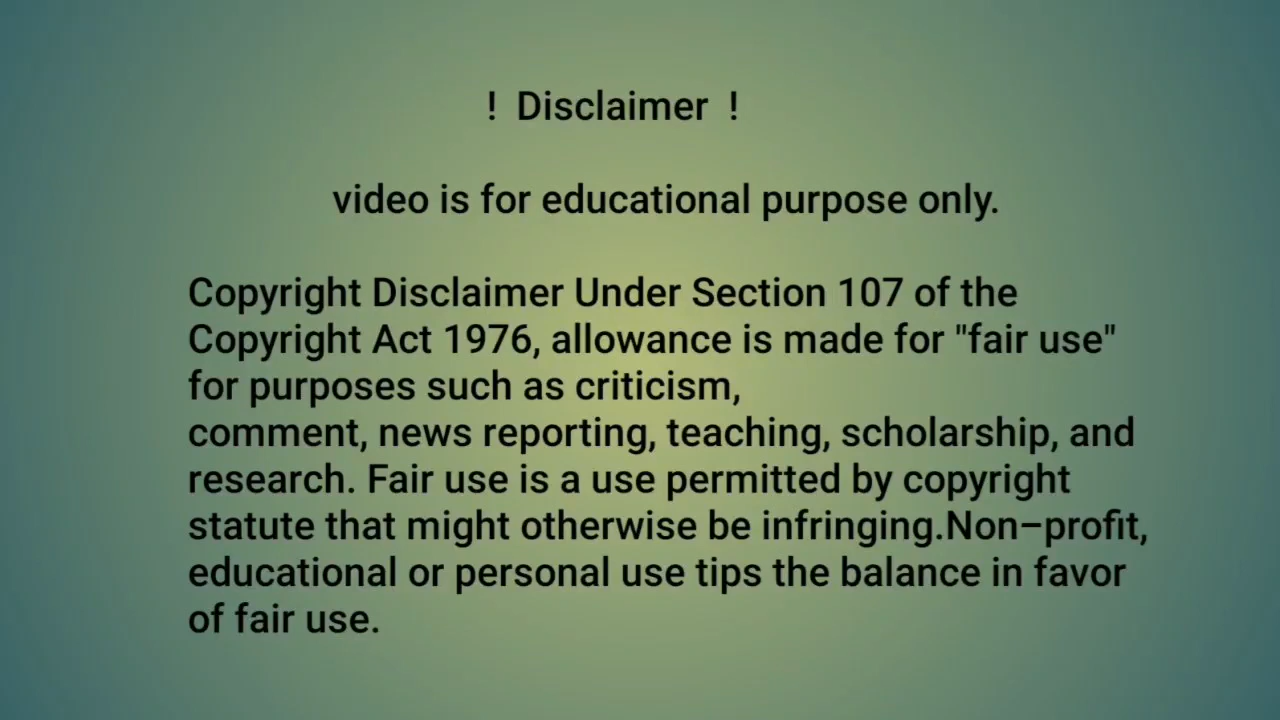 ! Disclaimer !
video is for educational purpose only.
Copyright Disclaimer Under Section 107 of the
Copyright Act 1976, allowance is made for "fair use"
for purposes such as criticism,
comment, news reporting, teaching, scholarship, and
research. Fair use is a use permitted by copyright
statute that might otherwise be infringing.Non–profit,
educational or personal use tips the balance in favor
of fair use.